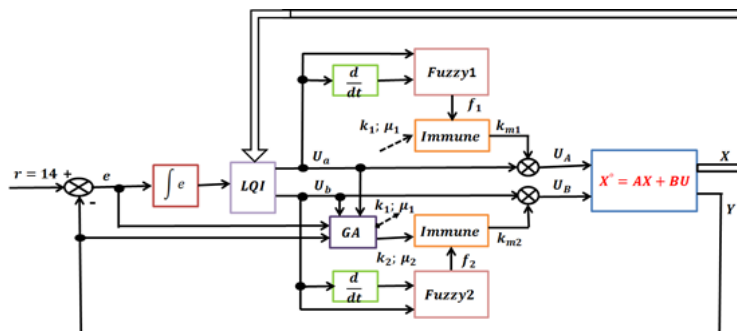 d
dt
Fuzzy1
f1
k1; μ1
Immune
km1
r = 14 +
e
∫ e
LQI
Ua
UA
X
Ub
UB
X° = AX + BU
-
k1; μ1
Y
GA
Immune
km2
k2; μ2
f2
d
dt
Fuzzy2